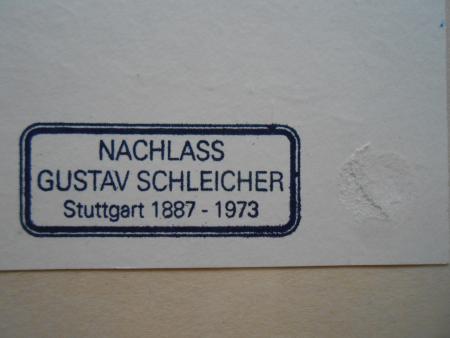 NACHLASS
GUSTAV SCHLEICHER
Stuttgart 1887 - 1973